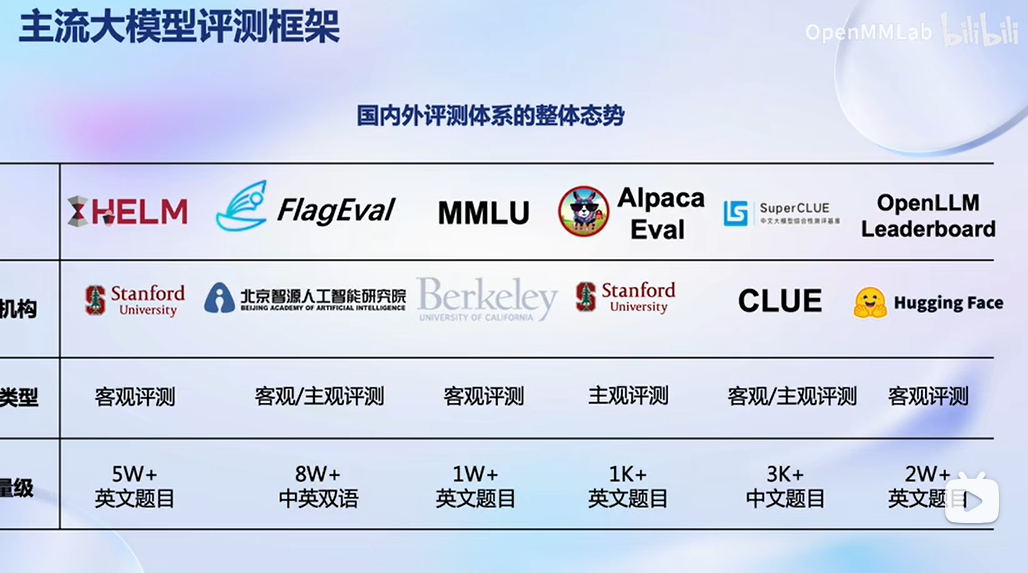 主流大模型评测框架
OpenMMLab bilibili
国内外评测体系的整体态势
HELM FlagEval MMLU Alpaca Eval SuperCLUE 中文大模型综合性测评基准 OpenLLM Leaderboard
机构 Stanford University 北京智源人工智能研究院 BEIJING ACADEMY OF ARTIFICIAL INTELLIGENCE Berkeley UNIVERSITY OF CALIFORNIA Stanford University CLUE Hugging Face
类型 客观评测 客观/主观评测 客观评测 主观评测 客观/主观评测 客观评测
量级 5W+ 英文题目 8W+ 中英双语 1W+ 英文题目 1K+ 英文题目 3K+ 中文题目 2W+ 英文题目